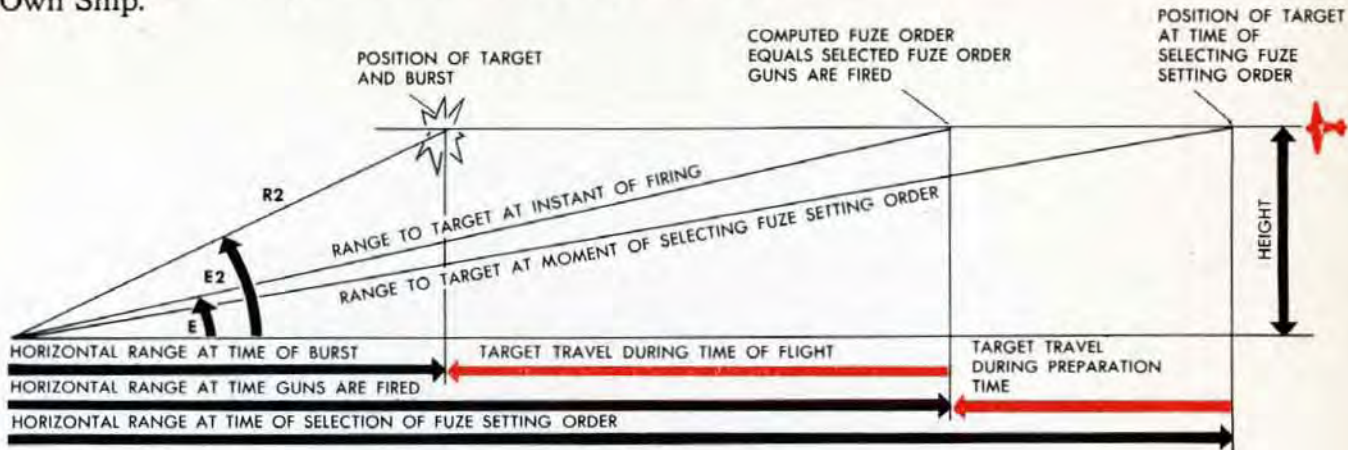 Own Ship.
POSITION OF TARGET
AND BURST
COMPUTED FUZE ORDER
EQUALS SELECTED FUZE ORDER
GUNS ARE FIRED
POSITION OF TARGET
AT TIME OF
SELECTING FUZE
SETTING ORDER
R2
RANGE TO TARGET AT INSTANT OF FIRING
RANGE TO TARGET AT MOMENT OF SELECTING FUZE SETTING ORDER
HEIGHT
E2
E
HORIZONTAL RANGE AT TIME OF BURST
TARGET TRAVEL DURING TIME OF FLIGHT
TARGET TRAVEL
DURING PREPARATION
TIME
HORIZONTAL RANGE AT TIME GUNS ARE FIRED
HORIZONTAL RANGE AT TIME OF SELECTION OF FUZE SETTING ORDER